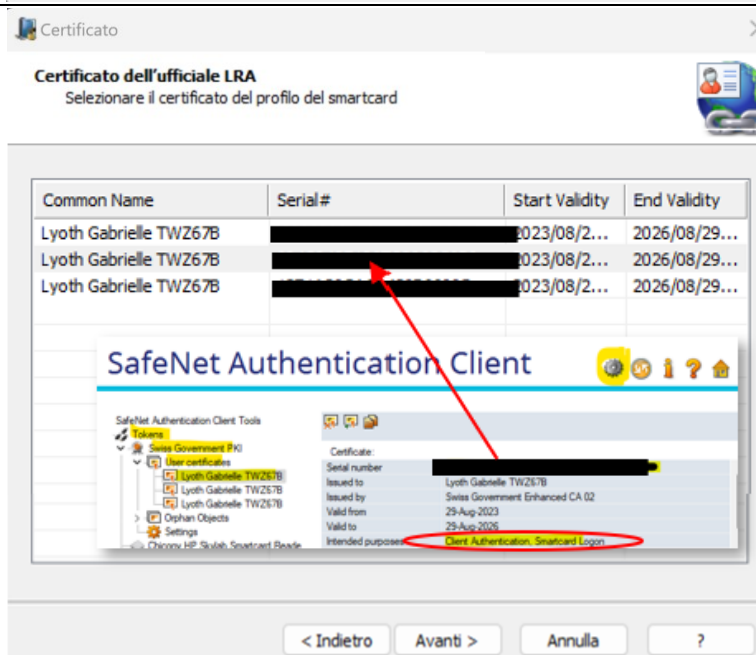 Certificato
Certificato dell'ufficiale LRA
Selezionare il certificato del profilo del smartcard
Common Name Serial# Start Validity End Validity
Lyoth Gabrielle TWZ67B 2023/08/2... 2026/08/29...
Lyoth Gabrielle TWZ67B 2023/08/2... 2026/08/29...
Lyoth Gabrielle TWZ67B 2023/08/2... 2026/08/29...
SafeNet Authentication Client
SafeNet Authentication Client Tools
Tokens
Swiss Government PKI
User certificates
Lyoth Gabrielle TWZ67B
Lyoth Gabrielle TWZ67B
Lyoth Gabrielle TWZ67B
Orphan Objects
Settings
Chicony HP Skylab Smartcard Reade
Certificate:
Serial number
Issued to Lyoth Gabrielle TWZ67B
Issued by Swiss Government Enhanced CA 02
Valid from 29-Aug-2023
Valid to 29-Aug-2026
Intended purposes Client Authentication, Smartcard Logon
< Indietro Avanti > Annulla ?